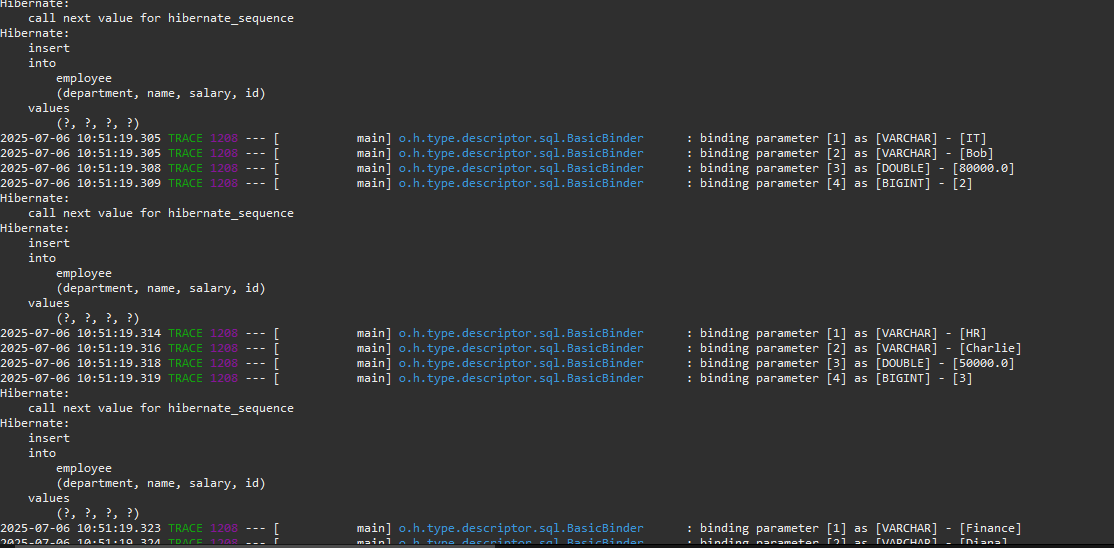 Hibernate:
    call next value for hibernate_sequence
Hibernate:
    insert
    into
        employee
        (department, name, salary, id)
    values
        (?, ?, ?, ?)
2025-07-06 10:51:19.305 TRACE 1208 --- [           main] o.h.type.descriptor.sql.BasicBinder      : binding parameter [1] as [VARCHAR] - [IT]
2025-07-06 10:51:19.305 TRACE 1208 --- [           main] o.h.type.descriptor.sql.BasicBinder      : binding parameter [2] as [VARCHAR] - [Bob]
2025-07-06 10:51:19.308 TRACE 1208 --- [           main] o.h.type.descriptor.sql.BasicBinder      : binding parameter [3] as [DOUBLE] - [80000.0]
2025-07-06 10:51:19.309 TRACE 1208 --- [           main] o.h.type.descriptor.sql.BasicBinder      : binding parameter [4] as [BIGINT] - [2]
Hibernate:
    call next value for hibernate_sequence
Hibernate:
    insert
    into
        employee
        (department, name, salary, id)
    values
        (?, ?, ?, ?)
2025-07-06 10:51:19.314 TRACE 1208 --- [           main] o.h.type.descriptor.sql.BasicBinder      : binding parameter [1] as [VARCHAR] - [HR]
2025-07-06 10:51:19.316 TRACE 1208 --- [           main] o.h.type.descriptor.sql.BasicBinder      : binding parameter [2] as [VARCHAR] - [Charlie]
2025-07-06 10:51:19.318 TRACE 1208 --- [           main] o.h.type.descriptor.sql.BasicBinder      : binding parameter [3] as [DOUBLE] - [50000.0]
2025-07-06 10:51:19.319 TRACE 1208 --- [           main] o.h.type.descriptor.sql.BasicBinder      : binding parameter [4] as [BIGINT] - [3]
Hibernate:
    call next value for hibernate_sequence
Hibernate:
    insert
    into
        employee
        (department, name, salary, id)
    values
        (?, ?, ?, ?)
2025-07-06 10:51:19.323 TRACE 1208 --- [           main] o.h.type.descriptor.sql.BasicBinder      : binding parameter [1] as [VARCHAR] - [Finance]
2025-07-06 10:51:19.324 TRACE 1208 --- [           main] o.h.type.descriptor.sql.BasicBinder      : binding parameter [2] as [VARCHAR] - [Diana]